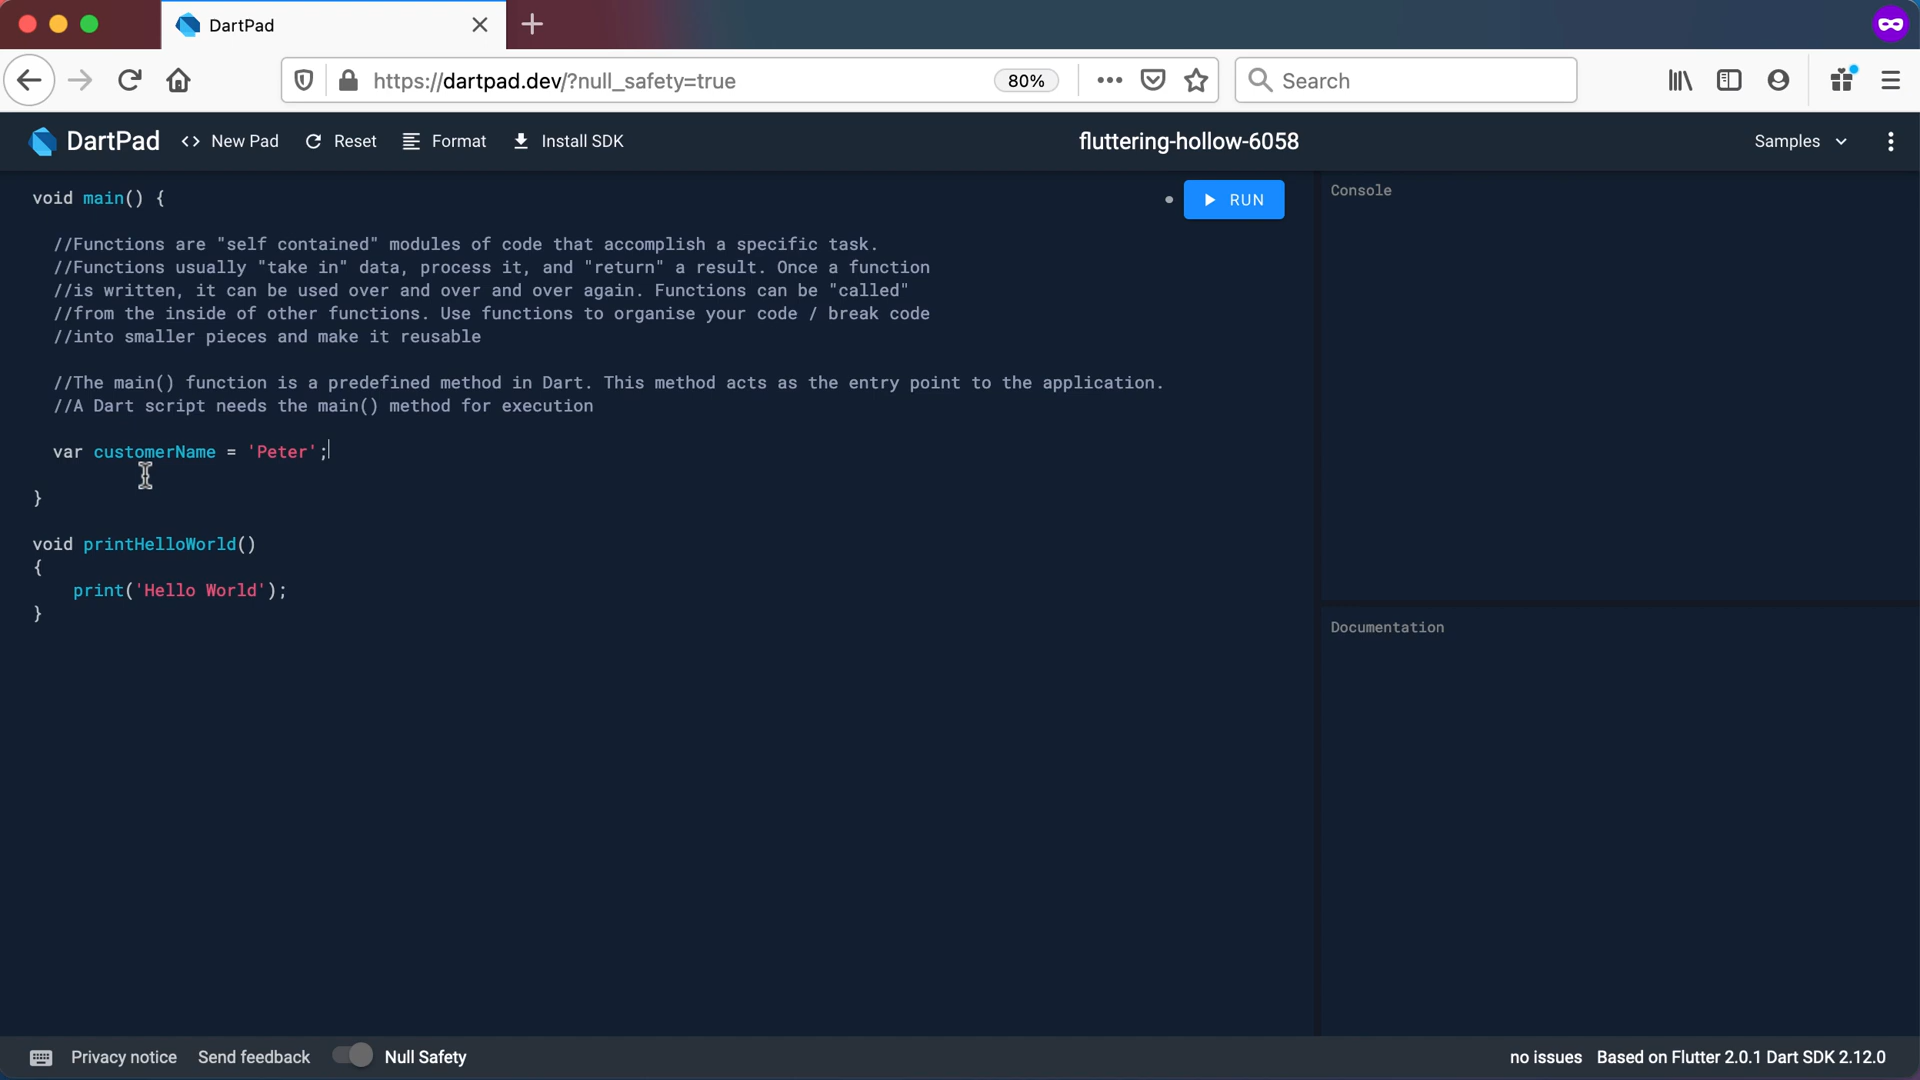 DartPad
https://dartpad.dev/?null_safety=true
80%
Search
DartPad
<> New Pad
Reset
Format
Install SDK
fluttering-hollow-6058
Samples
void main() {
RUN
Console
//Functions are "self contained" modules of code that accomplish a specific task.
//Functions usually "take in" data, process it, and "return" a result. Once a function
//is written, it can be used over and over and over again. Functions can be "called"
//from the inside of other functions. Use functions to organise your code / break code
//into smaller pieces and make it reusable
//The main() function is a predefined method in Dart. This method acts as the entry point to the application.
//A Dart script needs the main() method for execution
var customerName = 'Peter';
}
void printHelloWorld()
{
print('Hello World');
}
Documentation
Privacy notice
Send feedback
Null Safety
no issues
Based on Flutter 2.0.1 Dart SDK 2.12.0